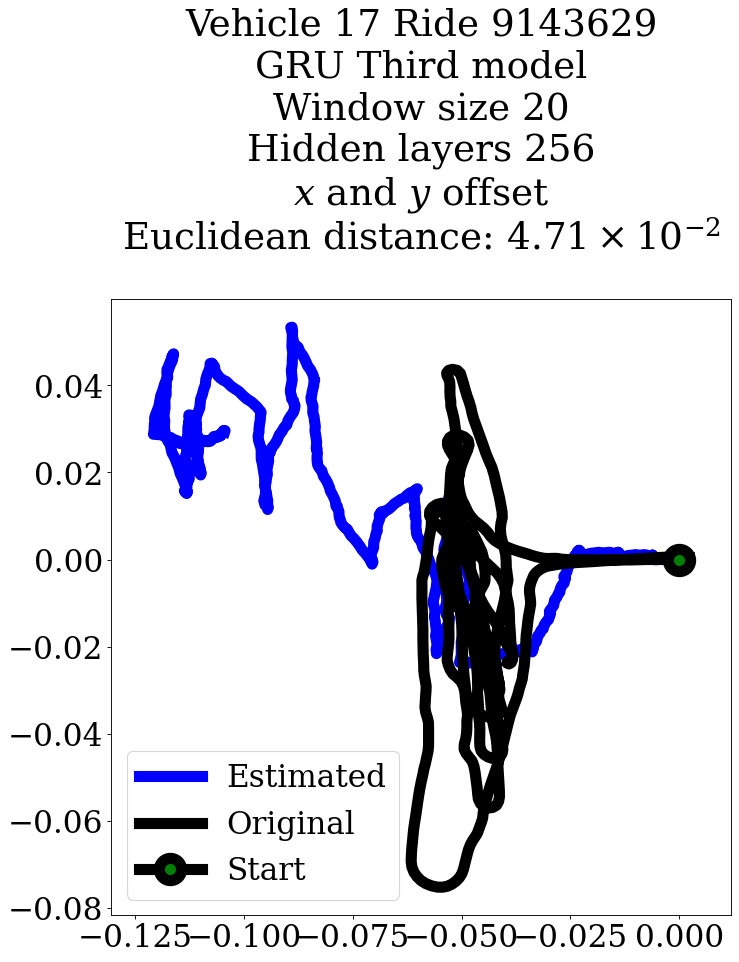 Vehicle 17 Ride 9143629
GRU Third model
Window size 20
Hidden layers 256
x and y offset
Euclidean distance: 4.71 × 10⁻²
0.04
0.02
0.00
−0.02
−0.04
−0.06
−0.08
Estimated
Original
Start
−0.125 −0.100 −0.075 −0.050 −0.025 0.000